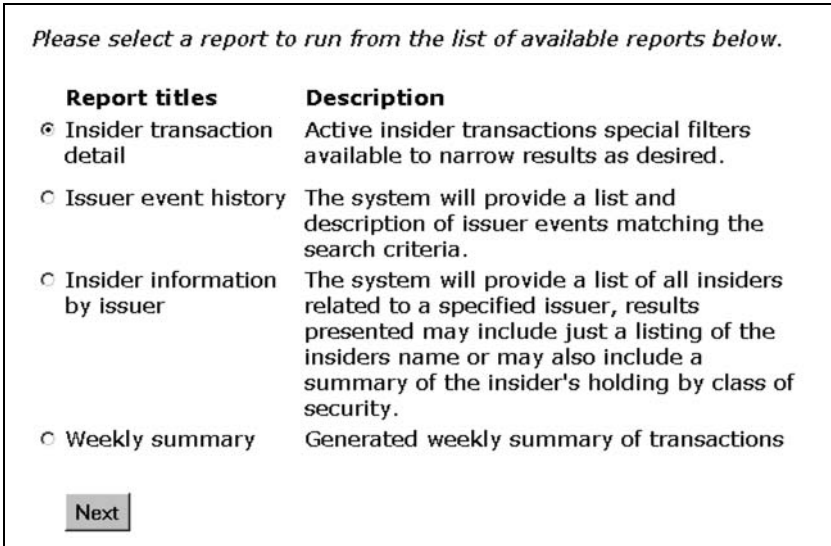 Please select a report to run from the list of available reports below.
Report titles Description
Insider transaction detail
Active insider transactions special filters available to narrow results as desired.
Issuer event history
The system will provide a list and description of issuer events matching the search criteria.
Insider information by issuer
The system will provide a list of all insiders related to a specified issuer, results presented may include just a listing of the insiders name or may also include a summary of the insider's holding by class of security.
Weekly summary
Generated weekly summary of transactions
Next